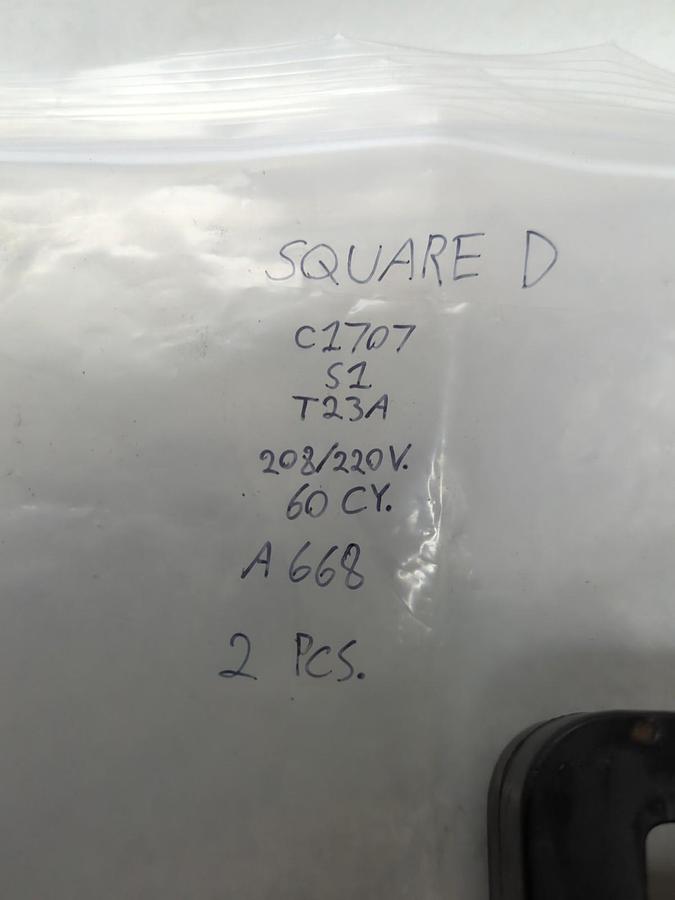 SQUARE D
C1707
S1
T23A
208/220V.
60 CY.
A 668
2 PCS.